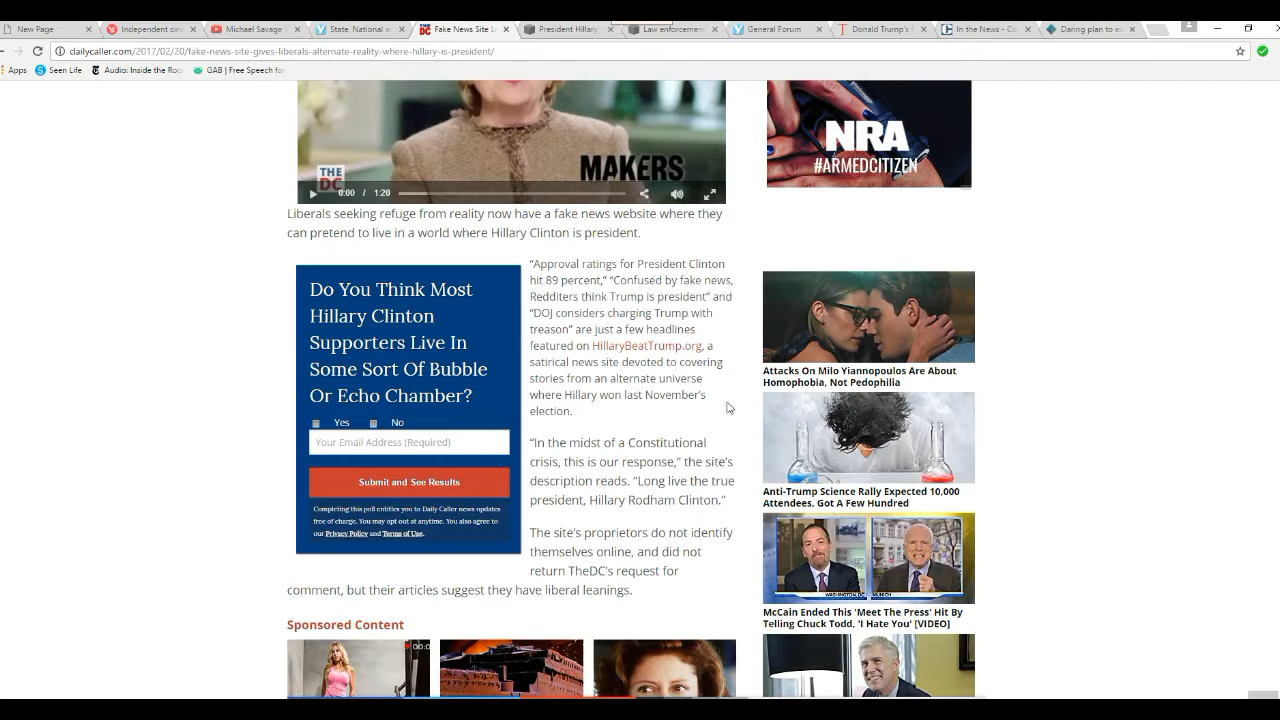 New Page
Independent cine
Michael Savage
State, National a
Fake News Site L
President Hillary
Law enforcemen
General Forum
Donald Trump's
In the News - Co
Daring plan to e
dailycaller.com/2017/02/20/fake-news-site-gives-liberals-alternate-reality-where-hillary-is-president/
Apps
Seen Life
Audio: Inside the Roc
GAB | Free Speech fo
MAKERS
THE
DC
0:00 / 1:20
NRA
#ARMEDCITIZEN
Liberals seeking refuge from reality now have a fake news website where they
can pretend to live in a world where Hillary Clinton is president.
Do You Think Most
Hillary Clinton
Supporters Live In
Some Sort Of Bubble
Or Echo Chamber?
Yes No
Your Email Address (Required)
Submit and See Results
Completing this poll entitles you to Daily Caller news updates
free of charge. You may opt out at anytime. You also agree to
our Privacy Policy and Terms of Use.
“Approval ratings for President Clinton
hit 89 percent,” “Confused by fake news,
Redditers think Trump is president” and
“DOJ considers charging Trump with
treason” are just a few headlines
featured on HillaryBeatTrump.org, a
satirical news site devoted to covering
stories from an alternate universe
where Hillary won last November’s
election.
“In the midst of a Constitutional
crisis, this is our response,” the site’s
description reads. “Long live the true
president, Hillary Rodham Clinton.”
The site’s proprietors do not identify
themselves online, and did not
return TheDC’s request for
comment, but their articles suggest they have liberal leanings.
Sponsored Content
00:0
Attacks On Milo Yiannopoulos Are About
Homophobia, Not Pedophilia
Anti-Trump Science Rally Expected 10,000
Attendees, Got A Few Hundred
WASHINGTON, DC
MUNICH
McCain Ended This 'Meet The Press' Hit By
Telling Chuck Todd, 'I Hate You' [VIDEO]